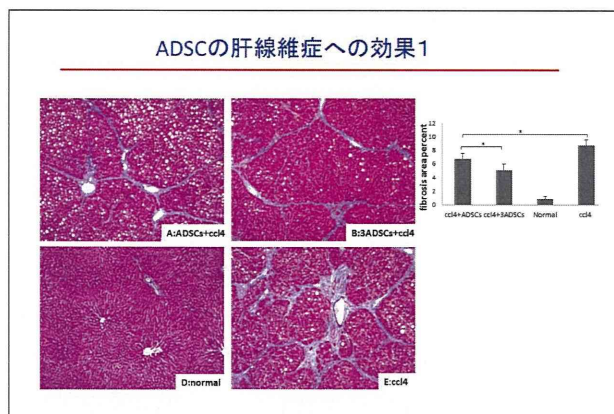 ADSCの肝線維症への効果1
A:ADSCs+ccl4
B:3ADSCs+ccl4
D:normal
E:ccl4
fibrosis area percent
12
10
8
6
4
2
0
*
*
ccl4+ADSCs ccl4+3ADSCs Normal ccl4